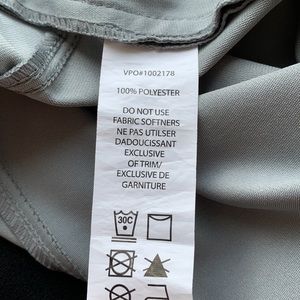 VPO#1002178
100% POLYESTER
DO NOT USE
FABRIC SOFTNERS
NE PAS UTILSER
DADOUCISSANT
EXCLUSIVE
OF TRIM/
EXCLUSIVE DE
GARNITURE
30C